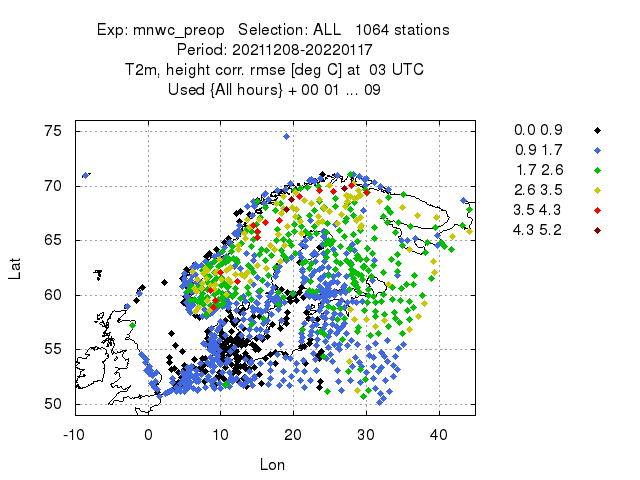 Exp: mnwc_preop   Selection: ALL   1064 stations
Period: 20211208-20220117
T2m, height corr. rmse [deg C] at  03 UTC
Used {All hours} + 00 01 ... 09
75
70
65
60
55
50
Lat
-10 0 10 20 30 40
Lon
0.0 0.9
0.9 1.7
1.7 2.6
2.6 3.5
3.5 4.3
4.3 5.2